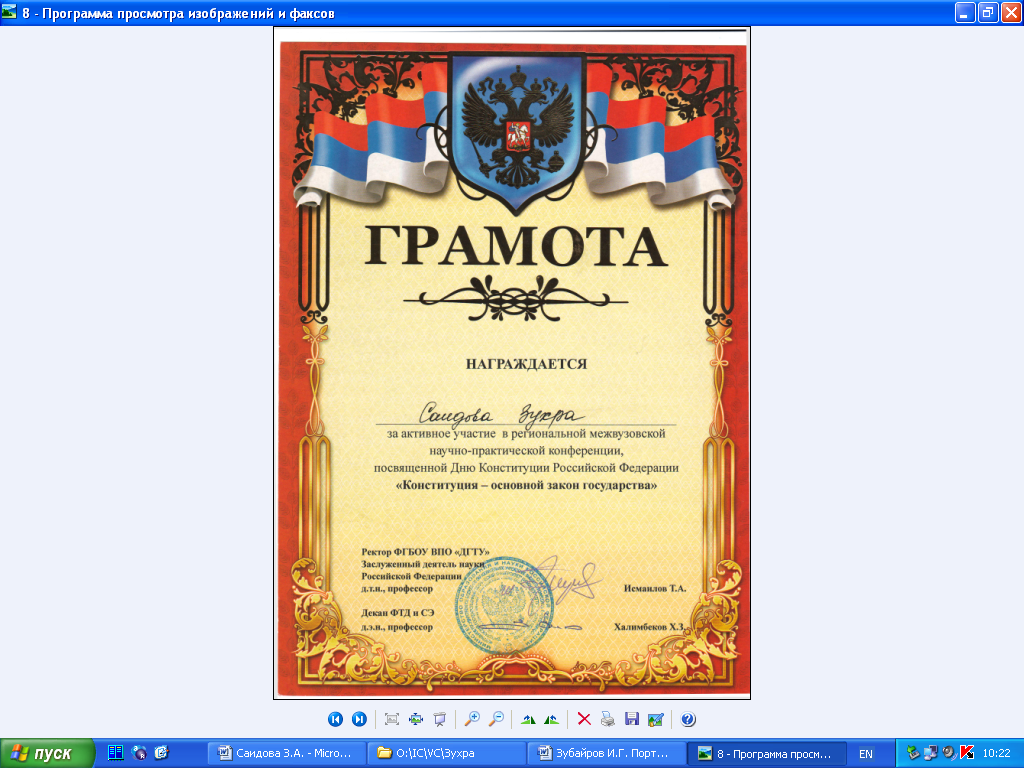 8 - Программа просмотра изображений и факсов
ГРАМОТА
НАГРАЖДАЕТСЯ
Саидова Зухра
за активное участие в региональной межвузовской
научно-практической конференции,
посвященной Дню Конституции Российской Федерации
«Конституция – основной закон государства»
Ректор ФГБОУ ВПО «ДГТУ»
Заслуженный деятель науки
Российской Федерации
д.т.н., профессор Исмаилов Т.А.
Декан ФТД и СЭ
д.э.н., профессор Халимбеков Х.З.
пуск
Саидова З.А. - Micro...
O:\IC\VC\Зухра
Зубайров И.Г. Порт...
8 - Программа просм...
EN
10:22